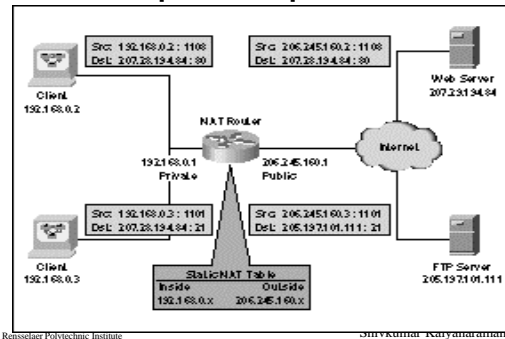 Src: 192.168.0.2 : 1108
Dst: 207.28.194.84 : 80
Src: 206.245.160.2 : 1108
Dst: 207.28.194.84 : 80
Client
192.168.0.2
Web Server
207.29.194.84
NAT Router
192.168.0.1
Private
206.245.160.1
Public
Internet
Src: 192.168.0.3 : 1101
Dst: 207.28.194.84 : 21
Src: 206.245.160.3 : 1101
Dst: 205.197.101.111 : 21
Client
192.168.0.3
FTP Server
205.197.101.111
Static NAT Table
Inside Outside
192.168.0.x 206.245.160.x
Rensselaer Polytechnic Institute
Shivkumar Kalyanaraman